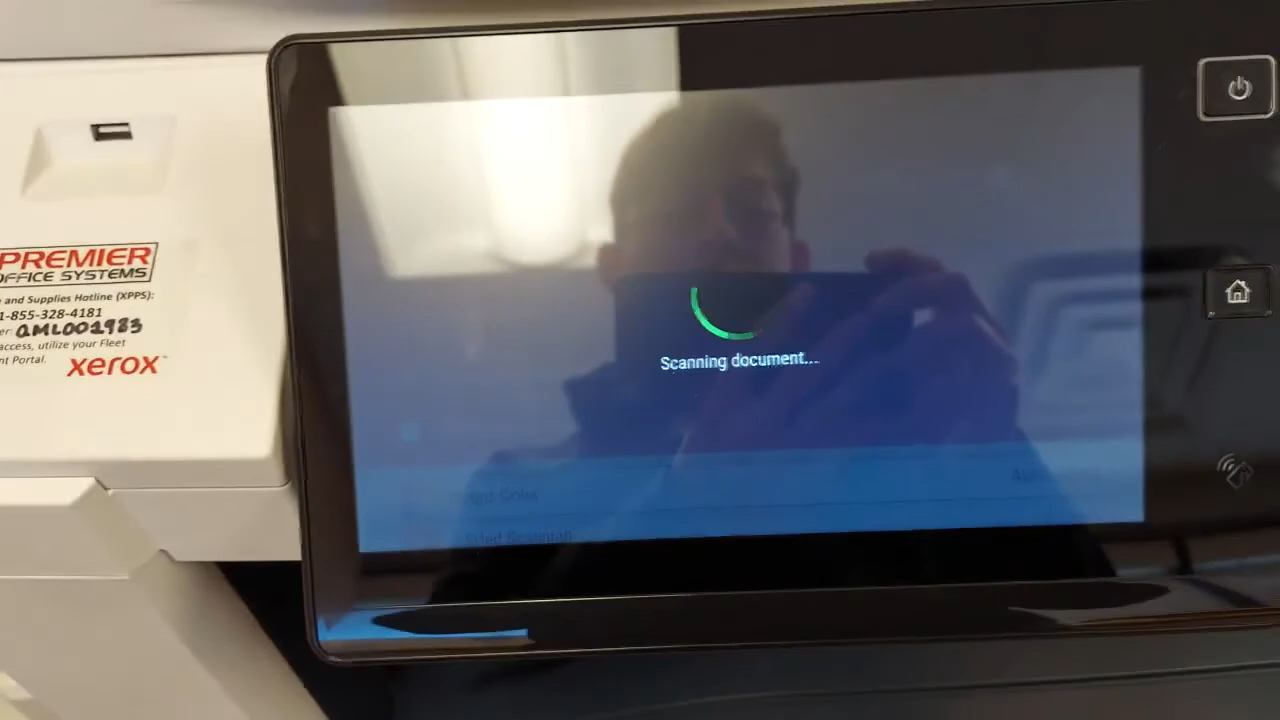 PREMIER
OFFICE SYSTEMS
e and Supplies Hotline (XPPS):
1-855-328-4181
er: QML001983
access, utilize your Fleet
nt Portal.
xerox
Scanning document...